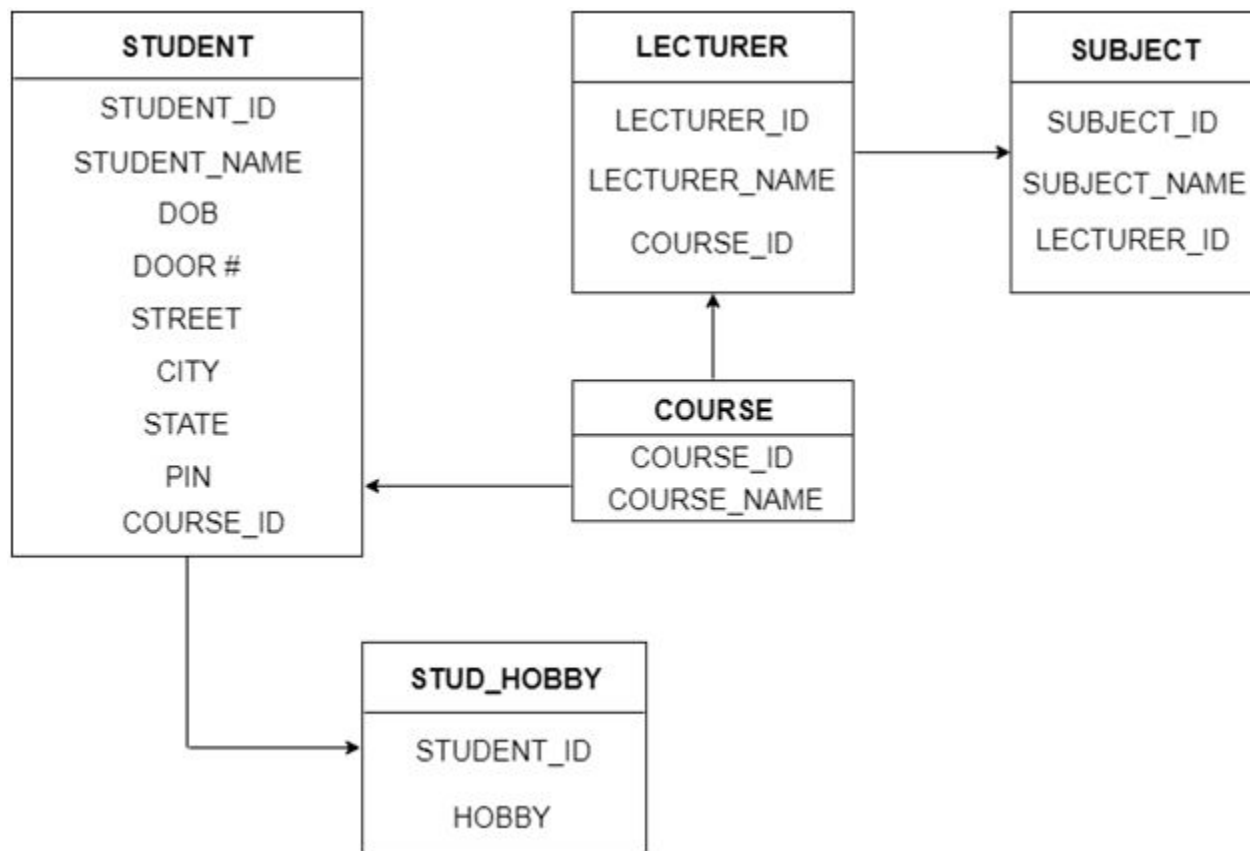 STUDENT
STUDENT_ID
STUDENT_NAME
DOB
DOOR #
STREET
CITY
STATE
PIN
COURSE_ID
LECTURER
LECTURER_ID
LECTURER_NAME
COURSE_ID
SUBJECT
SUBJECT_ID
SUBJECT_NAME
LECTURER_ID
COURSE
COURSE_ID
COURSE_NAME
STUD_HOBBY
STUDENT_ID
HOBBY